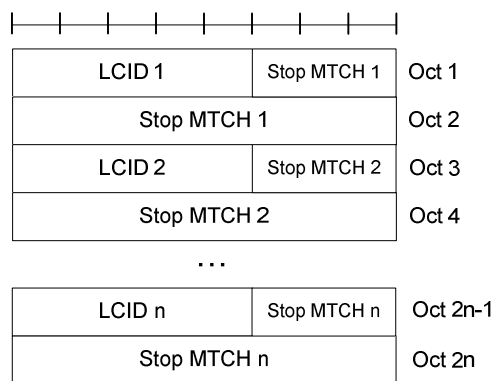 LCID 1 Stop MTCH 1 Oct 1
Stop MTCH 1 Oct 2
LCID 2 Stop MTCH 2 Oct 3
Stop MTCH 2 Oct 4
...
LCID n Stop MTCH n Oct 2n-1
Stop MTCH n Oct 2n